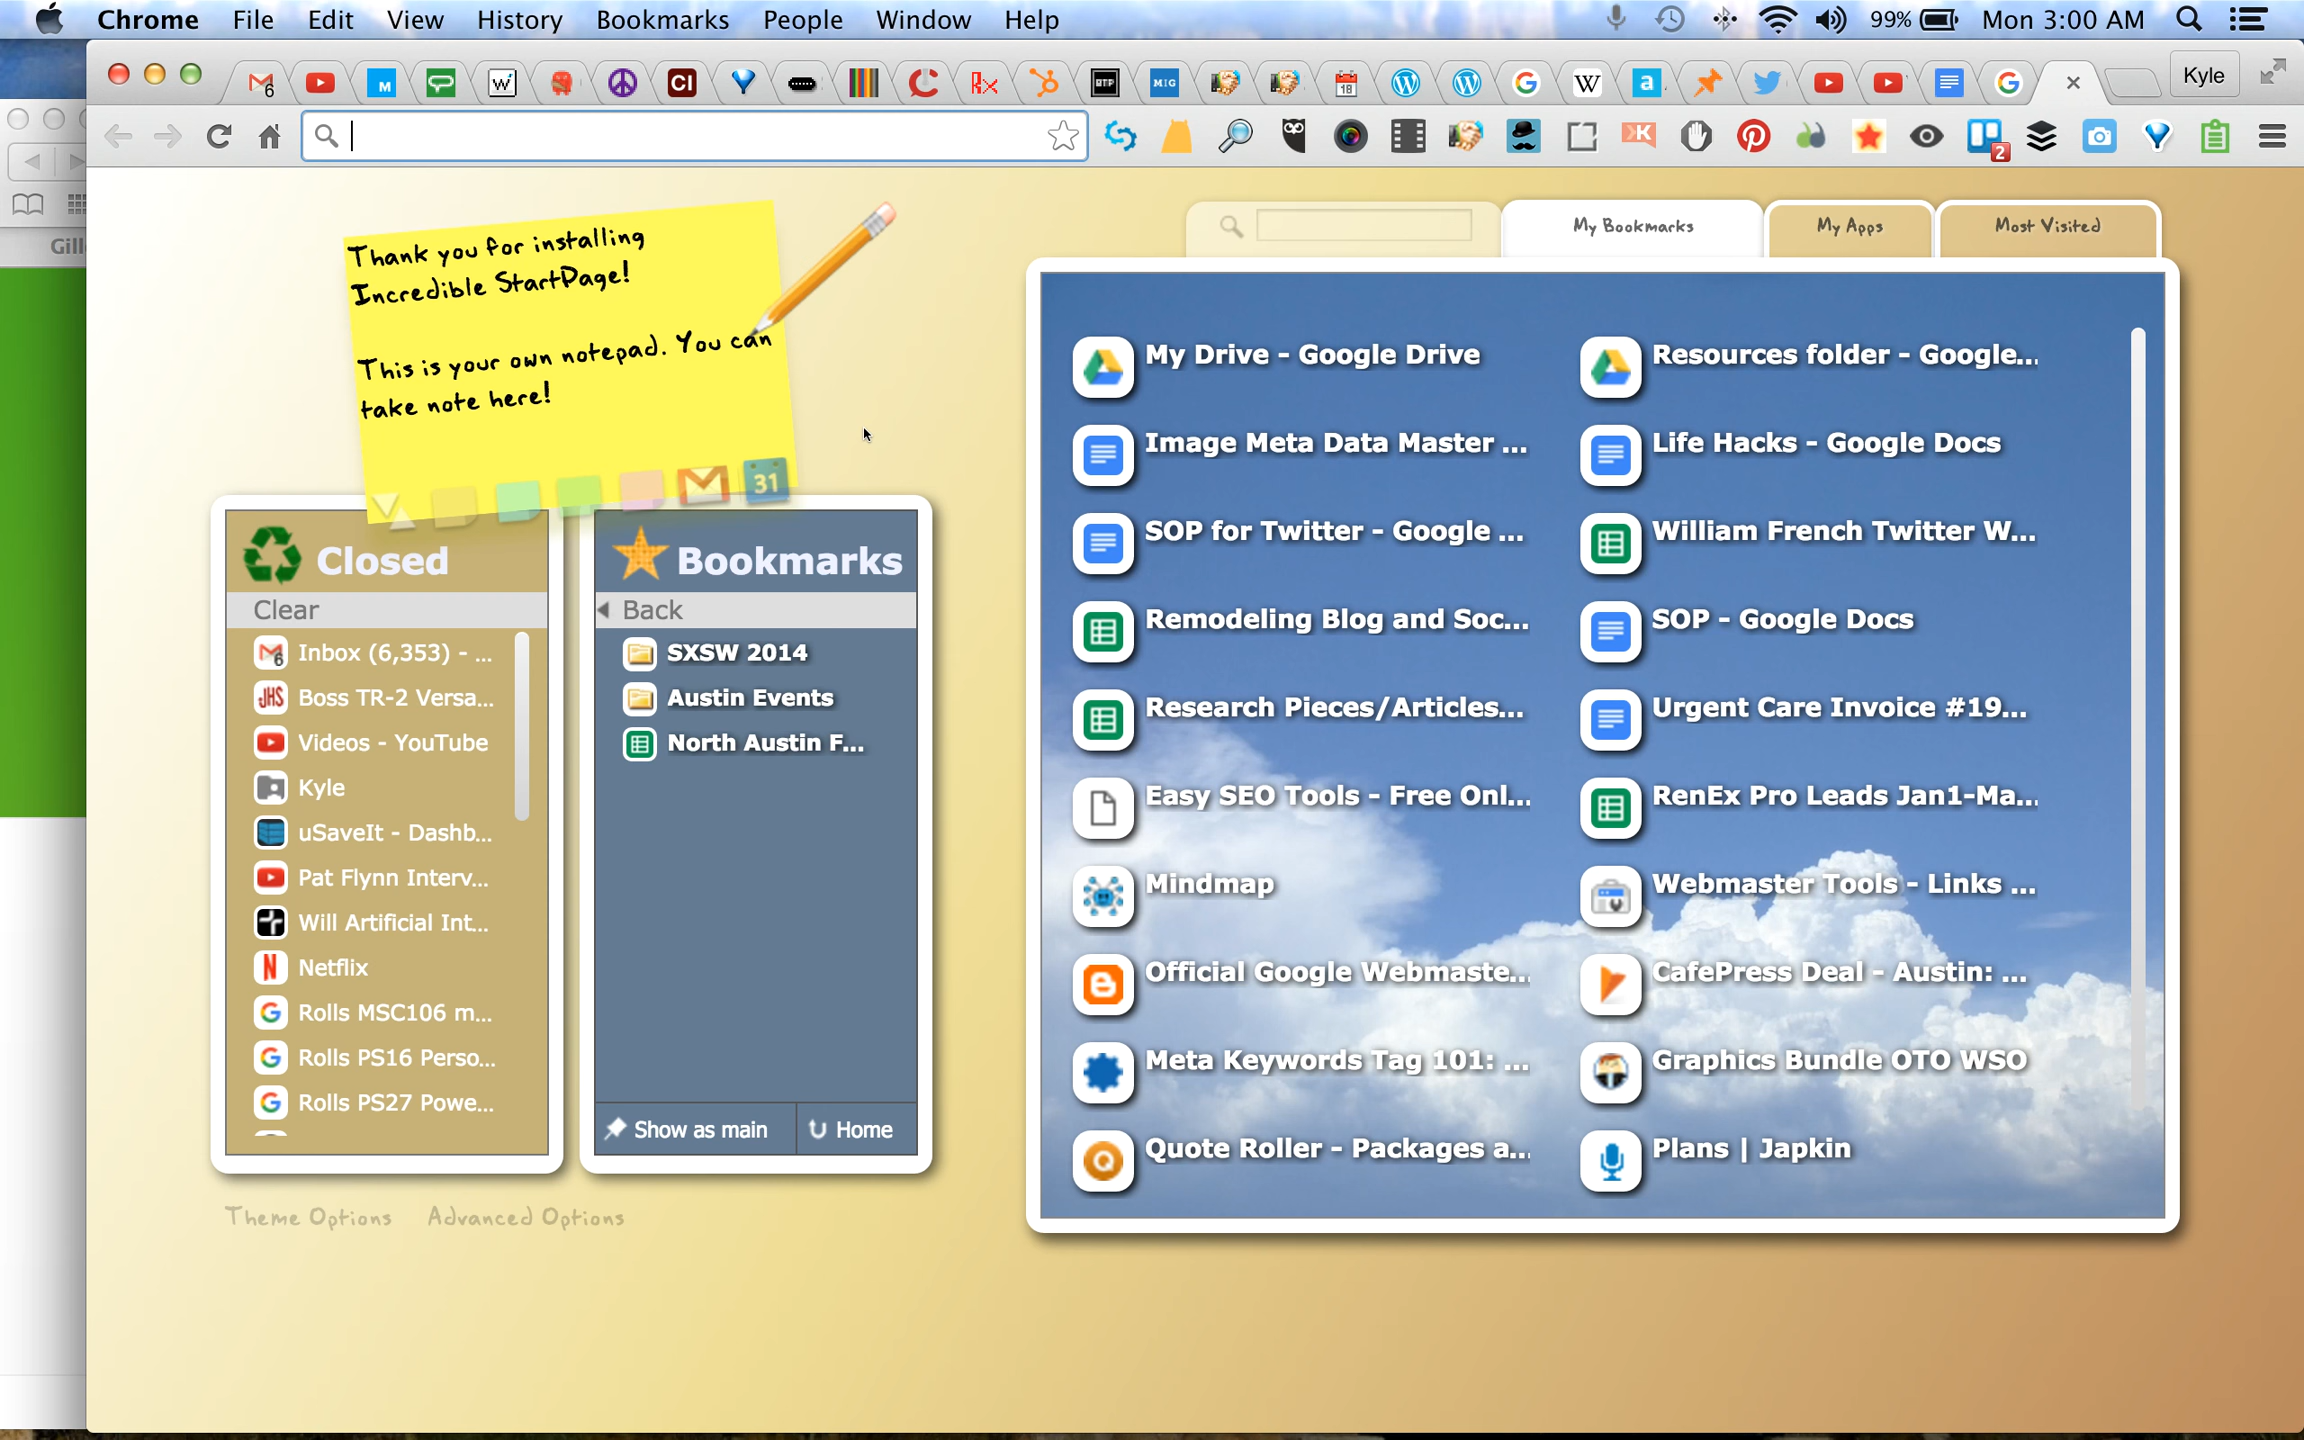 Chrome File Edit View History Bookmarks People Window Help 99% Mon 3:00 AM
Kyle
2
Gill
My Bookmarks
My Apps
Most Visited
Thank you for installing
Incredible StartPage!
This is your own notepad. You can
take note here!
31
Closed
Clear
Inbox (6,353) - ...
Boss TR-2 Versa...
Videos - YouTube
Kyle
uSaveIt - Dashb...
Pat Flynn Interv...
Will Artificial Int...
Netflix
Rolls MSC106 m...
Rolls PS16 Perso...
Rolls PS27 Powe...
Bookmarks
Back
SXSW 2014
Austin Events
North Austin F...
Show as main
Home
Theme Options
Advanced Options
My Drive - Google Drive
Resources folder - Google...
Image Meta Data Master ...
Life Hacks - Google Docs
SOP for Twitter - Google ...
William French Twitter W...
Remodeling Blog and Soc...
SOP - Google Docs
Research Pieces/Articles...
Urgent Care Invoice #19...
Easy SEO Tools - Free Onl...
RenEx Pro Leads Jan1-Ma...
Mindmap
Webmaster Tools - Links ...
Official Google Webmaste...
CafePress Deal - Austin: ...
Meta Keywords Tag 101: ...
Graphics Bundle OTO WSO
Quote Roller - Packages a...
Plans | Japkin